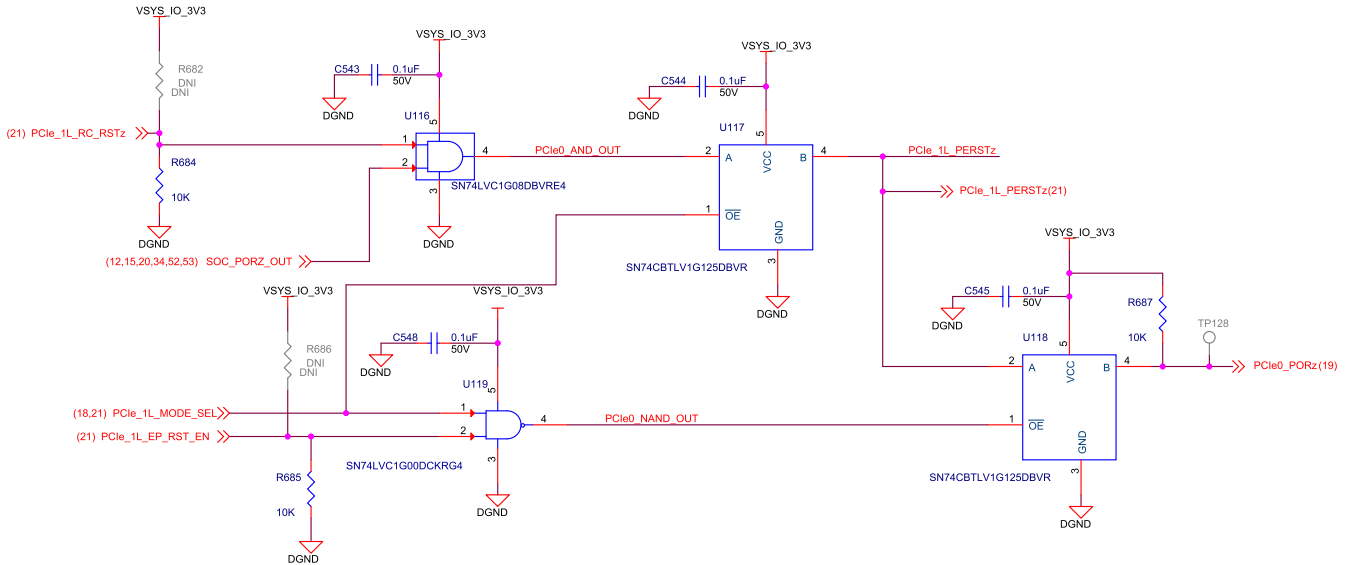 VSYS_IO_3V3
R682
DNI
DNI
(21) PCIe_1L_RC_RSTz
R684
10K
DGND
(12,15,20,34,52,53) SOC_PORZ_OUT
VSYS_IO_3V3
C543
0.1uF
50V
DGND
U116
5
1
2
4
3
SN74LVC1G08DBVRE4
DGND
PCIe0_AND_OUT
VSYS_IO_3V3
C544
0.1uF
50V
DGND
U117
5
2
A
VCC
B
4
1
OE
GND
3
SN74CBTLV1G125DBVR
DGND
PCIe_1L_PERSTz
PCIe_1L_PERSTz(21)
VSYS_IO_3V3
R686
DNI
DNI
(18,21) PCIe_1L_MODE_SEL
(21) PCIe_1L_EP_RST_EN
R685
10K
DGND
VSYS_IO_3V3
C548
0.1uF
50V
DGND
U119
5
1
2
4
3
SN74LVC1G00DCKRG4
DGND
PCIe0_NAND_OUT
VSYS_IO_3V3
C545
0.1uF
50V
DGND
R687
10K
U118
5
2
A
VCC
B
4
1
OE
GND
3
SN74CBTLV1G125DBVR
DGND
TP128
PCIe0_PORz(19)